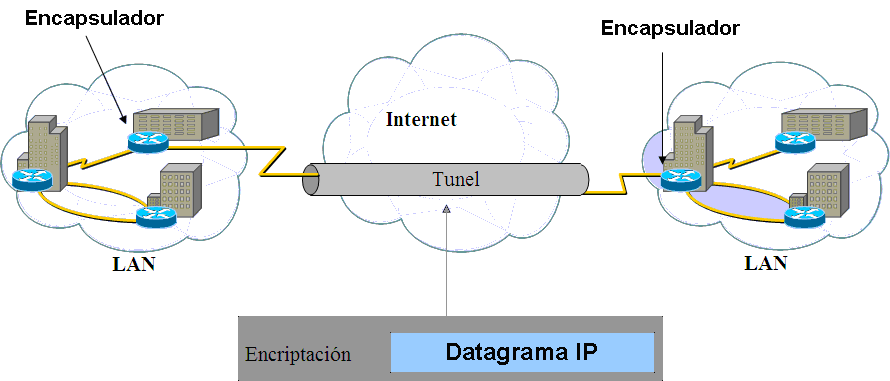 Encapsulador
Encapsulador
Internet
Tunel
LAN
LAN
Encriptación
Datagrama IP